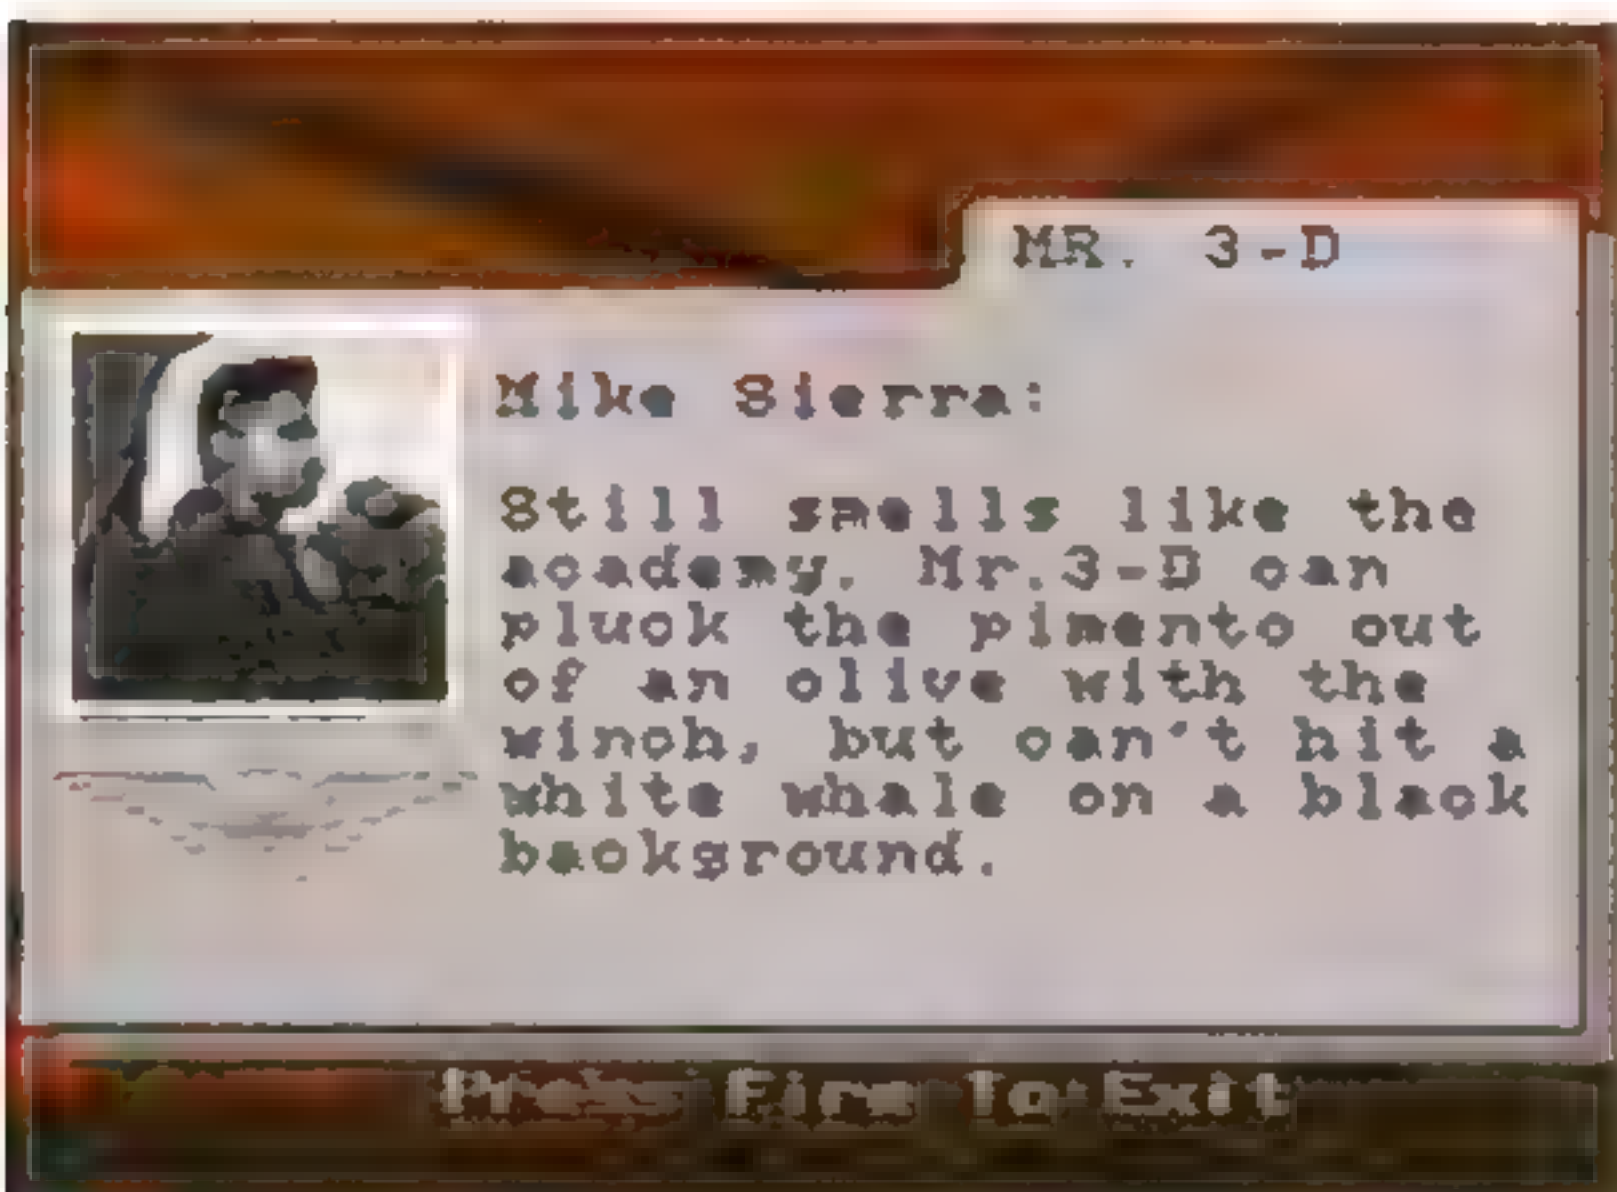 MR. 3-D
Mike Sierra:
Still smells like the
academy. Mr.3-D can
pluck the pimento out
of an olive with the
winch, but can't hit a
white whale on a black
background.
Press Fire To Exit